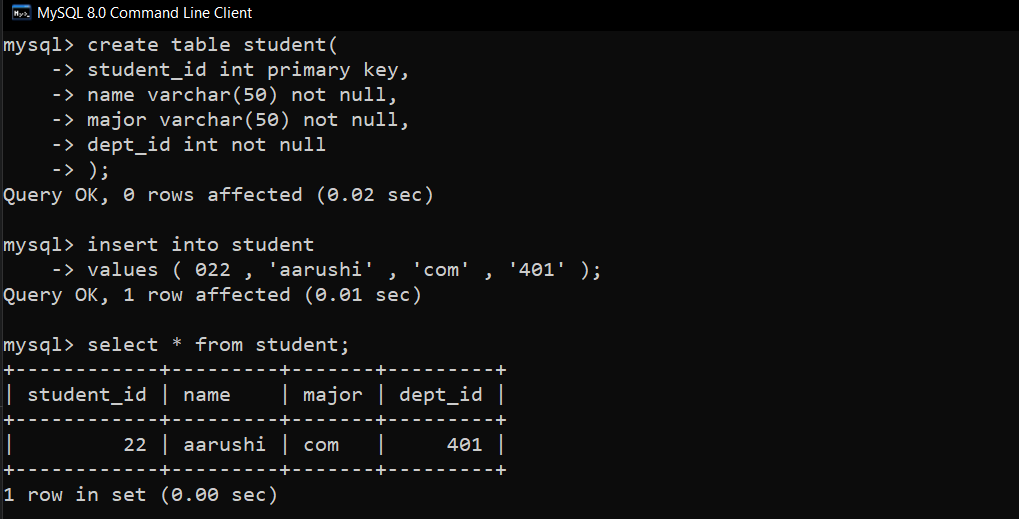 MySQL 8.0 Command Line Client
mysql> create table student(
    -> student_id int primary key,
    -> name varchar(50) not null,
    -> major varchar(50) not null,
    -> dept_id int not null
    -> );
Query OK, 0 rows affected (0.02 sec)

mysql> insert into student
    -> values ( 022 , 'aarushi' , 'com' , '401' );
Query OK, 1 row affected (0.01 sec)

mysql> select * from student;
+------------+---------+-------+---------+
| student_id | name    | major | dept_id |
+------------+---------+-------+---------+
|         22 | aarushi | com   |     401 |
+------------+---------+-------+---------+
1 row in set (0.00 sec)